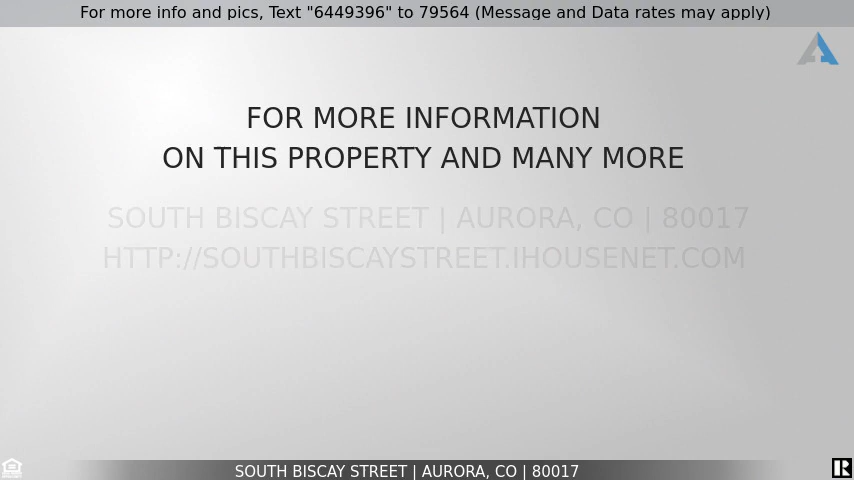 For more info and pics, Text "6449396" to 79564 (Message and Data rates may apply)
FOR MORE INFORMATION
ON THIS PROPERTY AND MANY MORE
SOUTH BISCAY STREET | AURORA, CO | 80017
HTTP://SOUTHBISCAYSTREET.IHOUSENET.COM
SOUTH BISCAY STREET | AURORA, CO | 80017